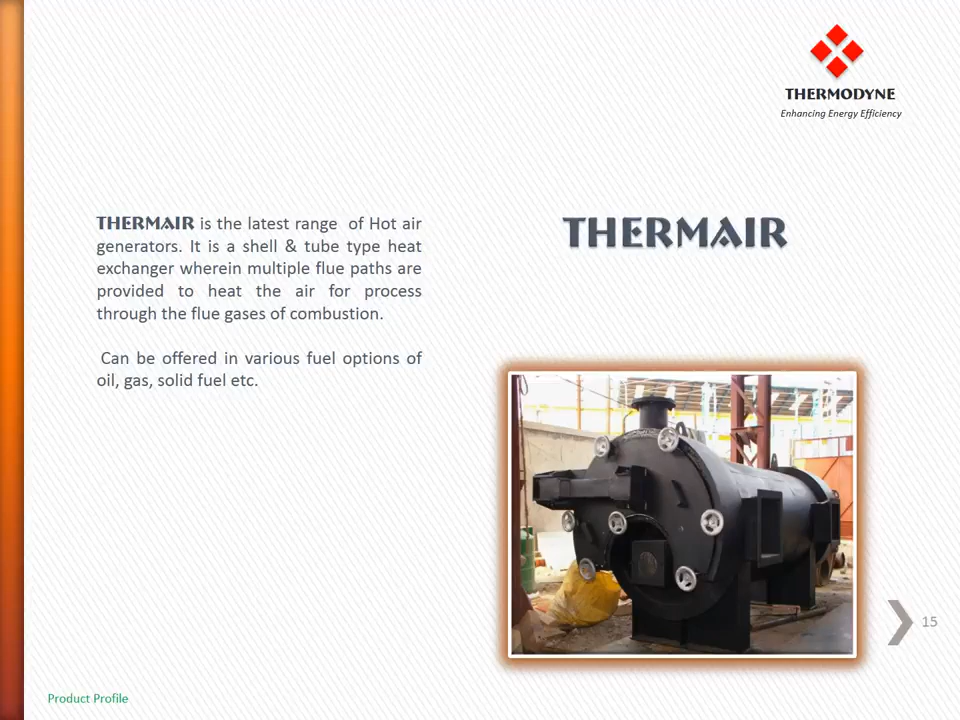 THERMODYNE
Enhancing Energy Efficiency
THERMAIR is the latest range of Hot air
generators. It is a shell & tube type heat
exchanger wherein multiple flue paths are
provided to heat the air for process
through the flue gases of combustion.
Can be offered in various fuel options of
oil, gas, solid fuel etc.
THERMAIR
15
Product Profile